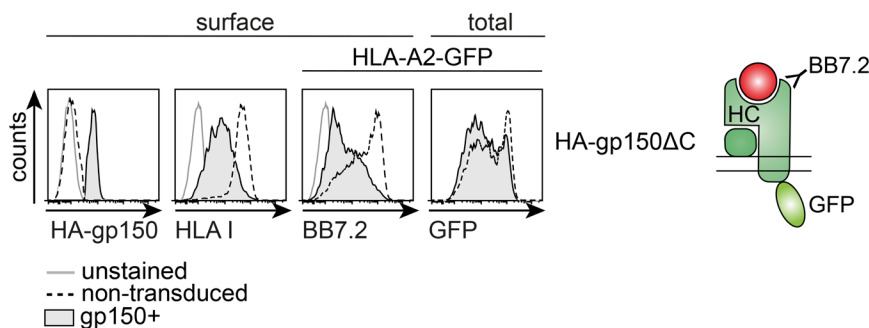 surface total
HLA-A2-GFP
counts
HA-gp150 HLA I BB7.2 GFP
HA-gp150ΔC
unstained
non-transduced
gp150+
BB7.2
HC
GFP